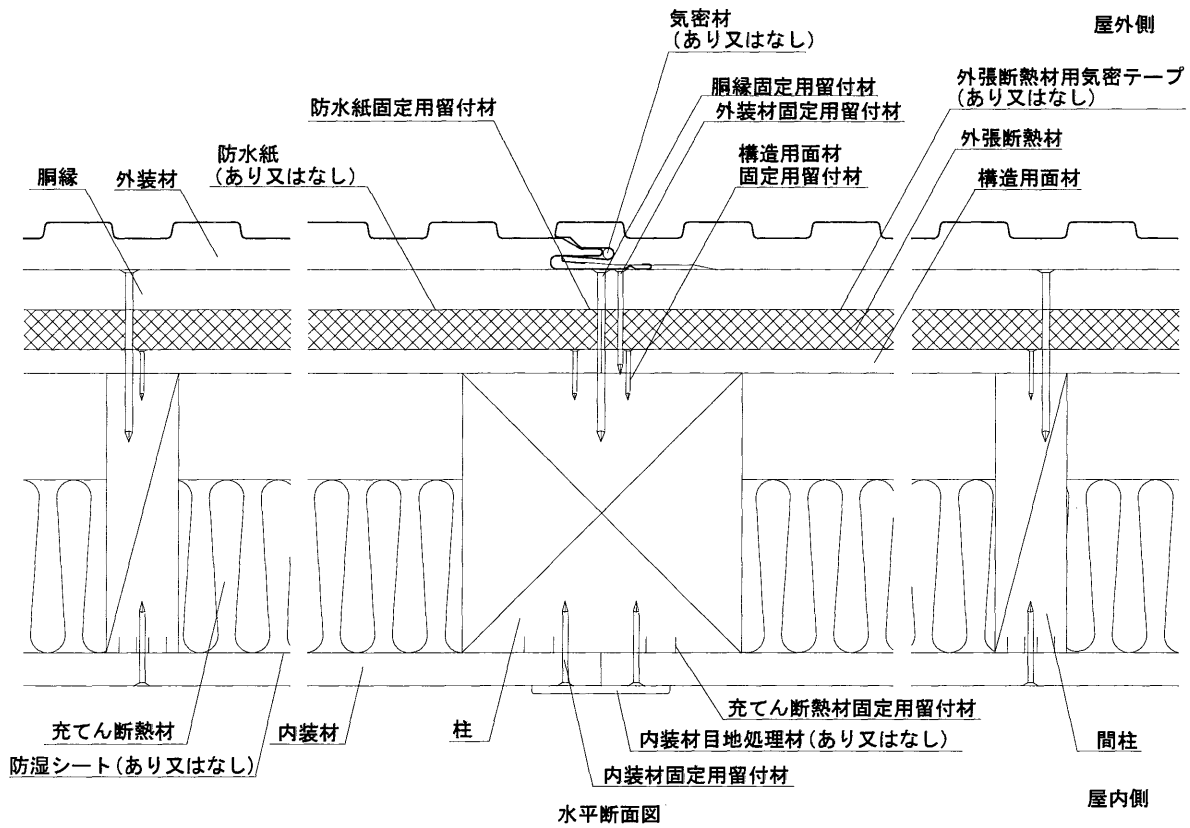 気密材
(あり又はなし)
屋外側
胴縁固定用留付材
外張断熱材用気密テープ
(あり又はなし)
防水紙固定用留付材
外装材固定用留付材
外張断熱材
防水紙
(あり又はなし)
構造用面材
固定用留付材
胴縁
外装材
構造用面材
充てん断熱材
内装材
柱
充てん断熱材固定用留付材
内装材目地処理材(あり又はなし)
間柱
防湿シート(あり又はなし)
内装材固定用留付材
屋内側
水平断面図